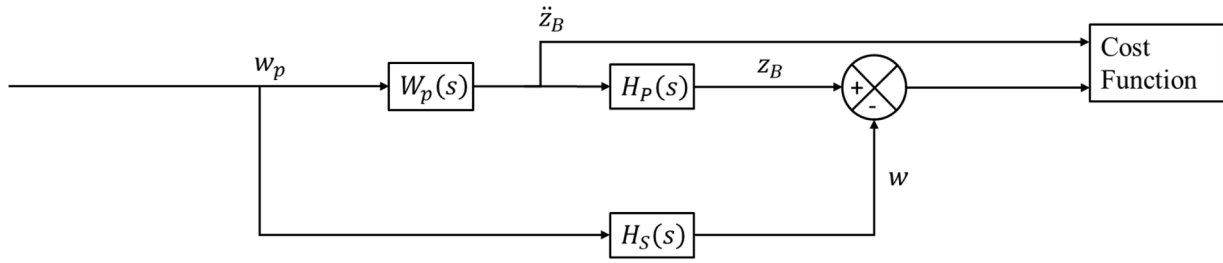 z̈_B
w_p
W_p(s)
H_P(s)
z_B
+
-
Cost
Function
w
H_S(s)